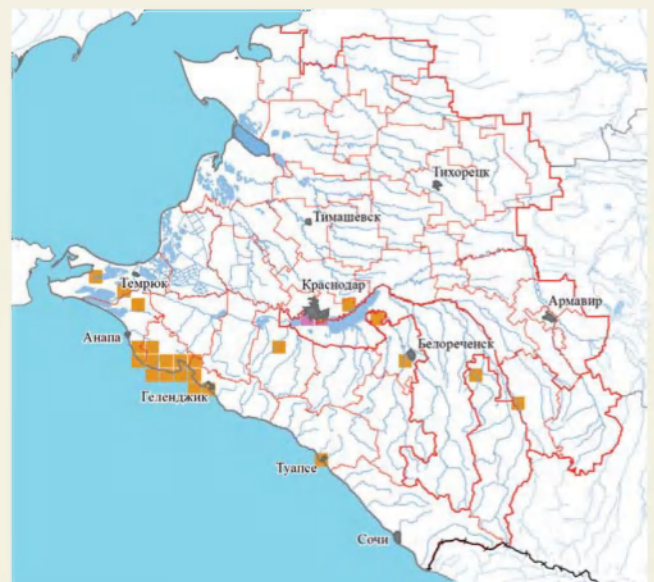 Тихорецк
Тимашевск
Темрюк
Краснодар
Армавир
Анапа
Белореченск
Геленджик
Туапсе
Сочи